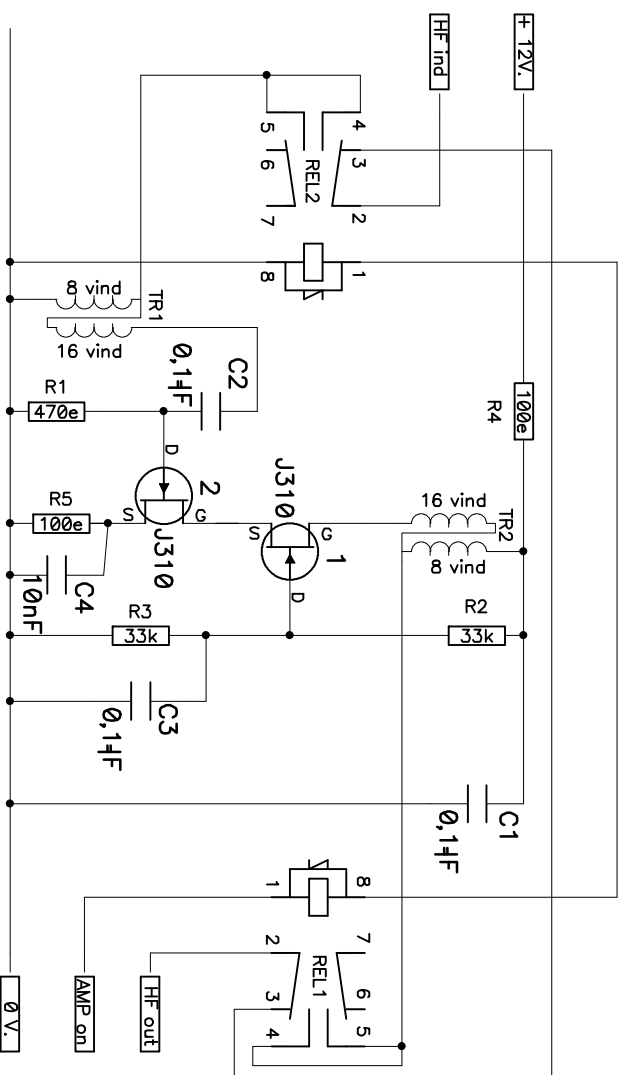 + 12V.
HF ind
4
5
3
6
REL2
2
7
1
8
8 vind
TR1
16 vind
C2
0,1╡F
R1
470e
100e
R4
D
2
J310
S
G
R5
100e
C4
10nF
J310
1
S
G
D
16 vind
TR2
8 vind
R3
33k
R2
33k
C3
0,1╡F
C1
0,1╡F
8
1
7
2
REL1
6
3
5
4
HF out
AMP on
0 V.